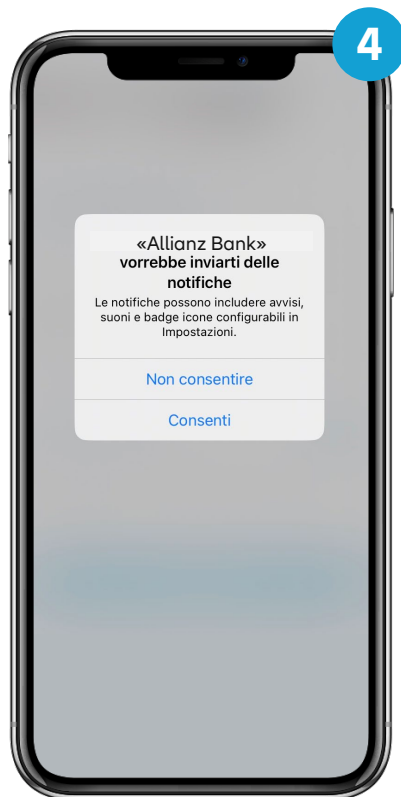 4
«Allianz Bank»
vorrebbe inviarti delle
notifiche
Le notifiche possono includere avvisi,
suoni e badge icone configurabili in
Impostazioni.
Non consentire
Consenti